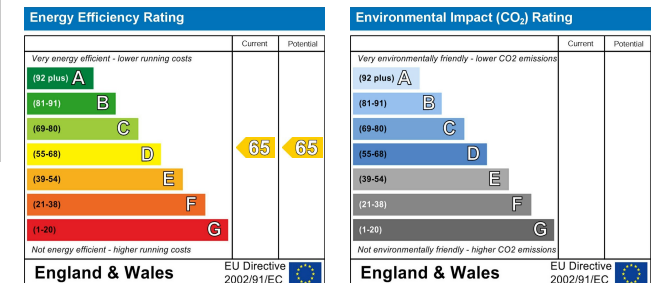 Energy Efficiency Rating
Current Potential
Very energy efficient - lower running costs
(92 plus) A
(81-91) B
(69-80) C
(55-68) D
65 65
(39-54) E
(21-38) F
(1-20) G
Not energy efficient - higher running costs
England & Wales
EU Directive
2002/91/EC
Environmental Impact (CO2) Rating
Current Potential
Very environmentally friendly - lower CO2 emissions
(92 plus) A
(81-91) B
(69-80) C
(55-68) D
(39-54) E
(21-38) F
(1-20) G
Not environmentally friendly - higher CO2 emissions
England & Wales
EU Directive
2002/91/EC